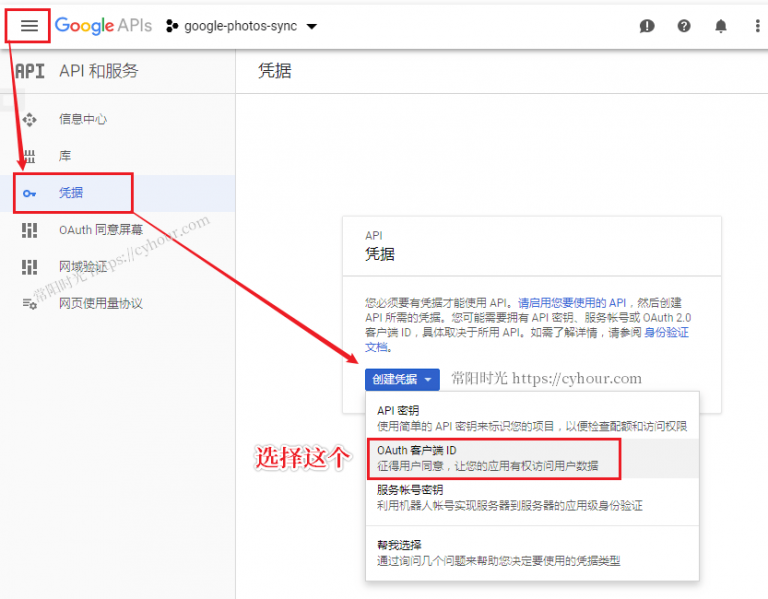 Google APIs
google-photos-sync
API
API 和服务
凭据
信息中心
库
凭据
OAuth 同意屏幕
网域验证
网页使用量协议
常阳时光 https://cyhour.com
API
凭据
您必须要有凭据才能使用 API。请启用您要使用的 API，然后创建
API 所需的凭据。您可能需要拥有 API 密钥、服务帐号或 OAuth 2.0
客户端 ID，具体取决于所用 API。如需了解详情，请参阅 身份验证
文档。
创建凭据
常阳时光 https://cyhour.com
API 密钥
使用简单的 API 密钥来标识您的项目，以便检查配额和访问权限
选择这个
OAuth 客户端 ID
征得用户同意，让您的应用有权访问用户数据
服务帐号密钥
利用机器人帐号实现服务器到服务器的应用级身份验证
帮我选择
通过询问几个问题来帮助您决定要使用的凭据类型